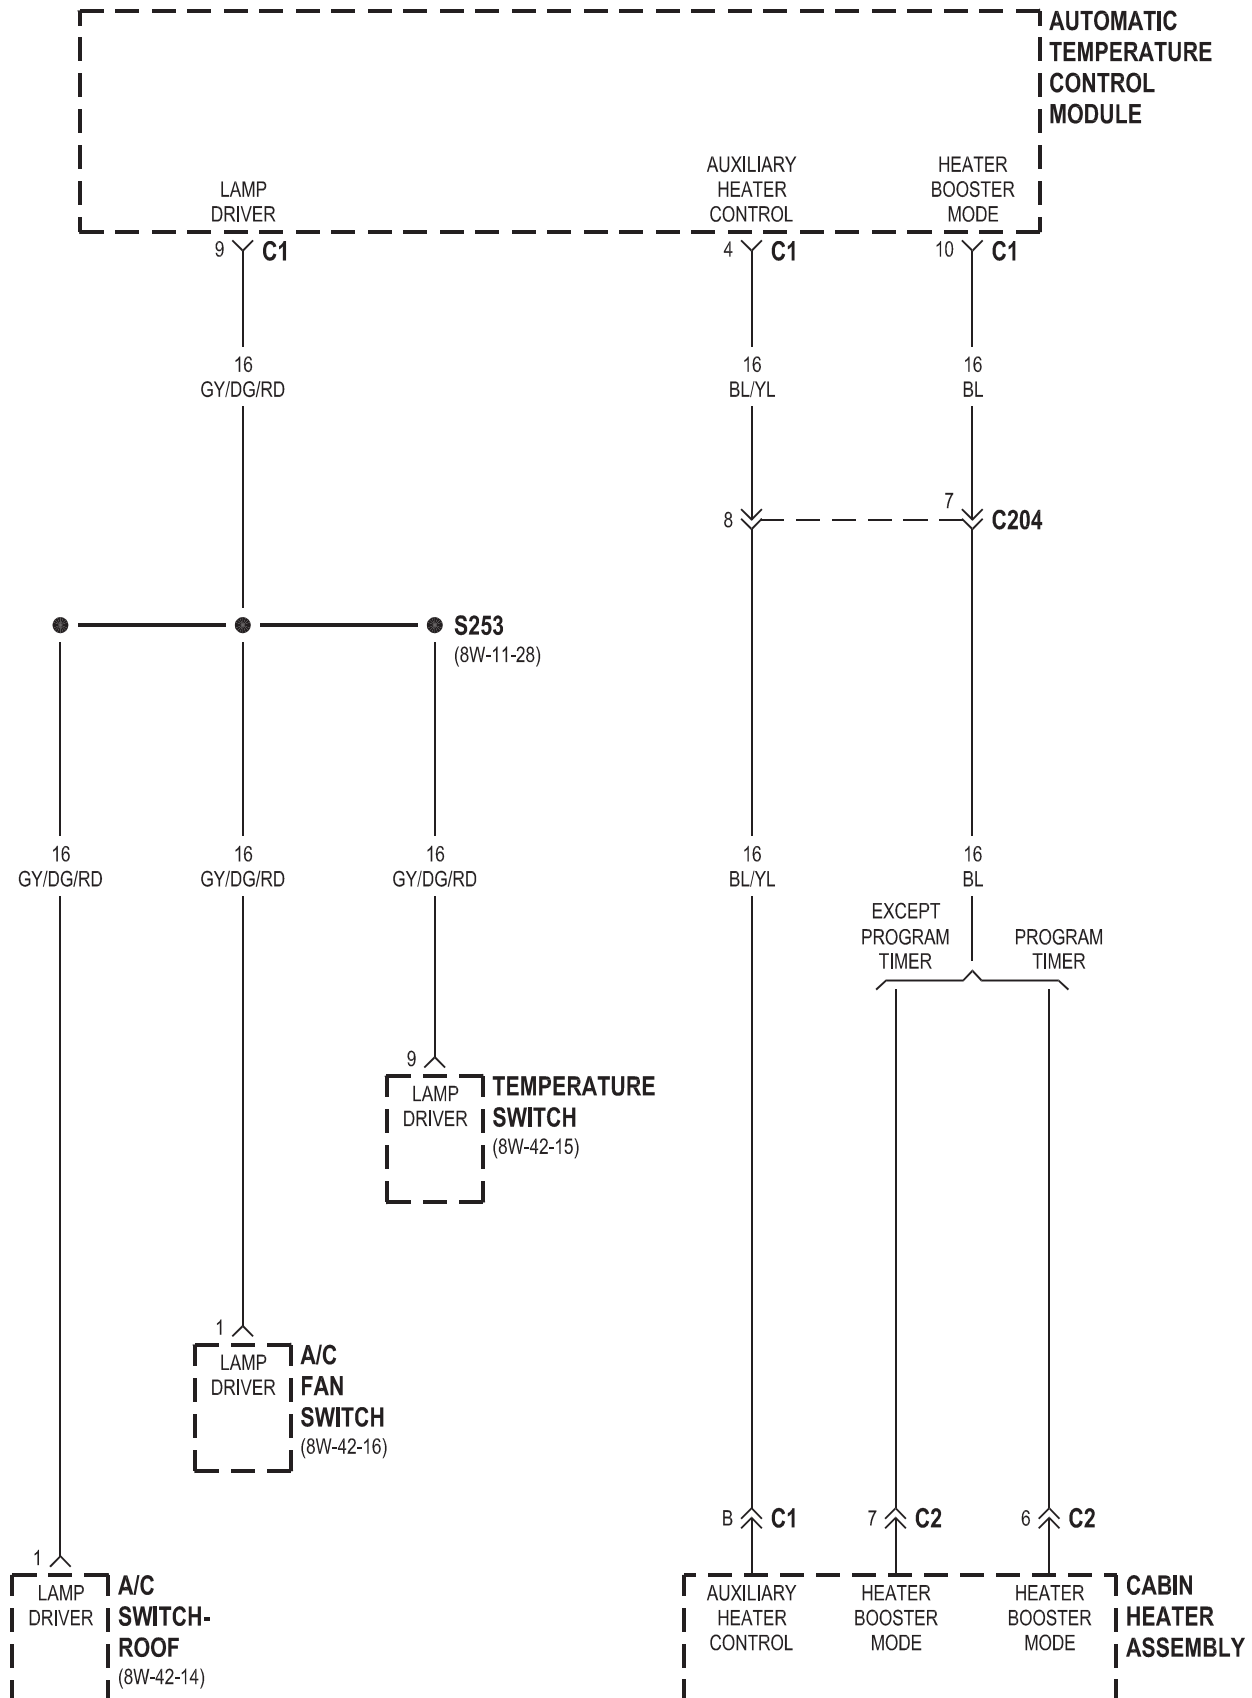 AUTOMATIC
TEMPERATURE
CONTROL
MODULE
LAMP
DRIVER
AUXILIARY
HEATER
CONTROL
HEATER
BOOSTER
MODE
9 C1
4 C1
10 C1
16
GY/DG/RD
16
BL/YL
16
BL
8
7
C204
S253
(8W-11-28)
16
GY/DG/RD
16
GY/DG/RD
16
GY/DG/RD
16
BL/YL
16
BL
EXCEPT
PROGRAM
TIMER
PROGRAM
TIMER
9
LAMP
DRIVER
TEMPERATURE
SWITCH
(8W-42-15)
1
LAMP
DRIVER
A/C
FAN
SWITCH
(8W-42-16)
B C1
7 C2
6 C2
1
LAMP
DRIVER
A/C
SWITCH-
ROOF
(8W-42-14)
AUXILIARY
HEATER
CONTROL
HEATER
BOOSTER
MODE
HEATER
BOOSTER
MODE
CABIN
HEATER
ASSEMBLY